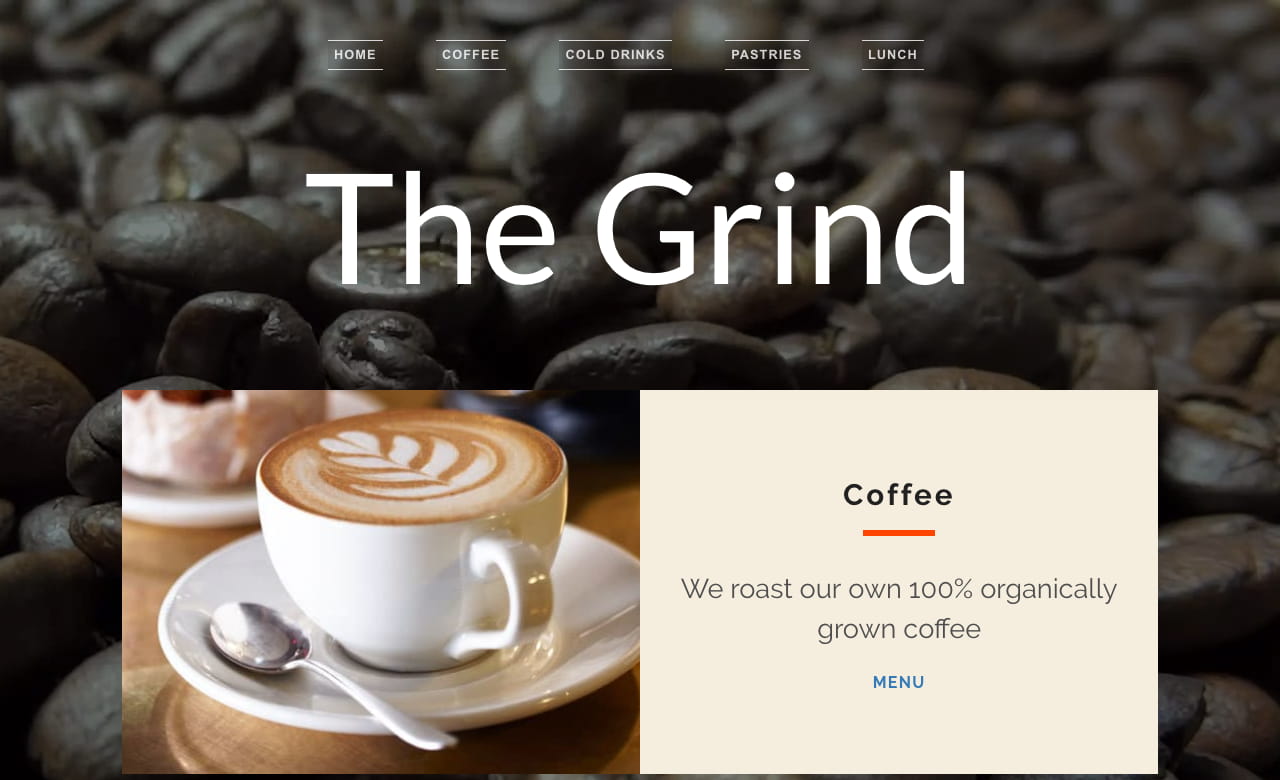 HOME
COFFEE
COLD DRINKS
PASTRIES
LUNCH
The Grind
Coffee
We roast our own 100% organically
grown coffee
MENU